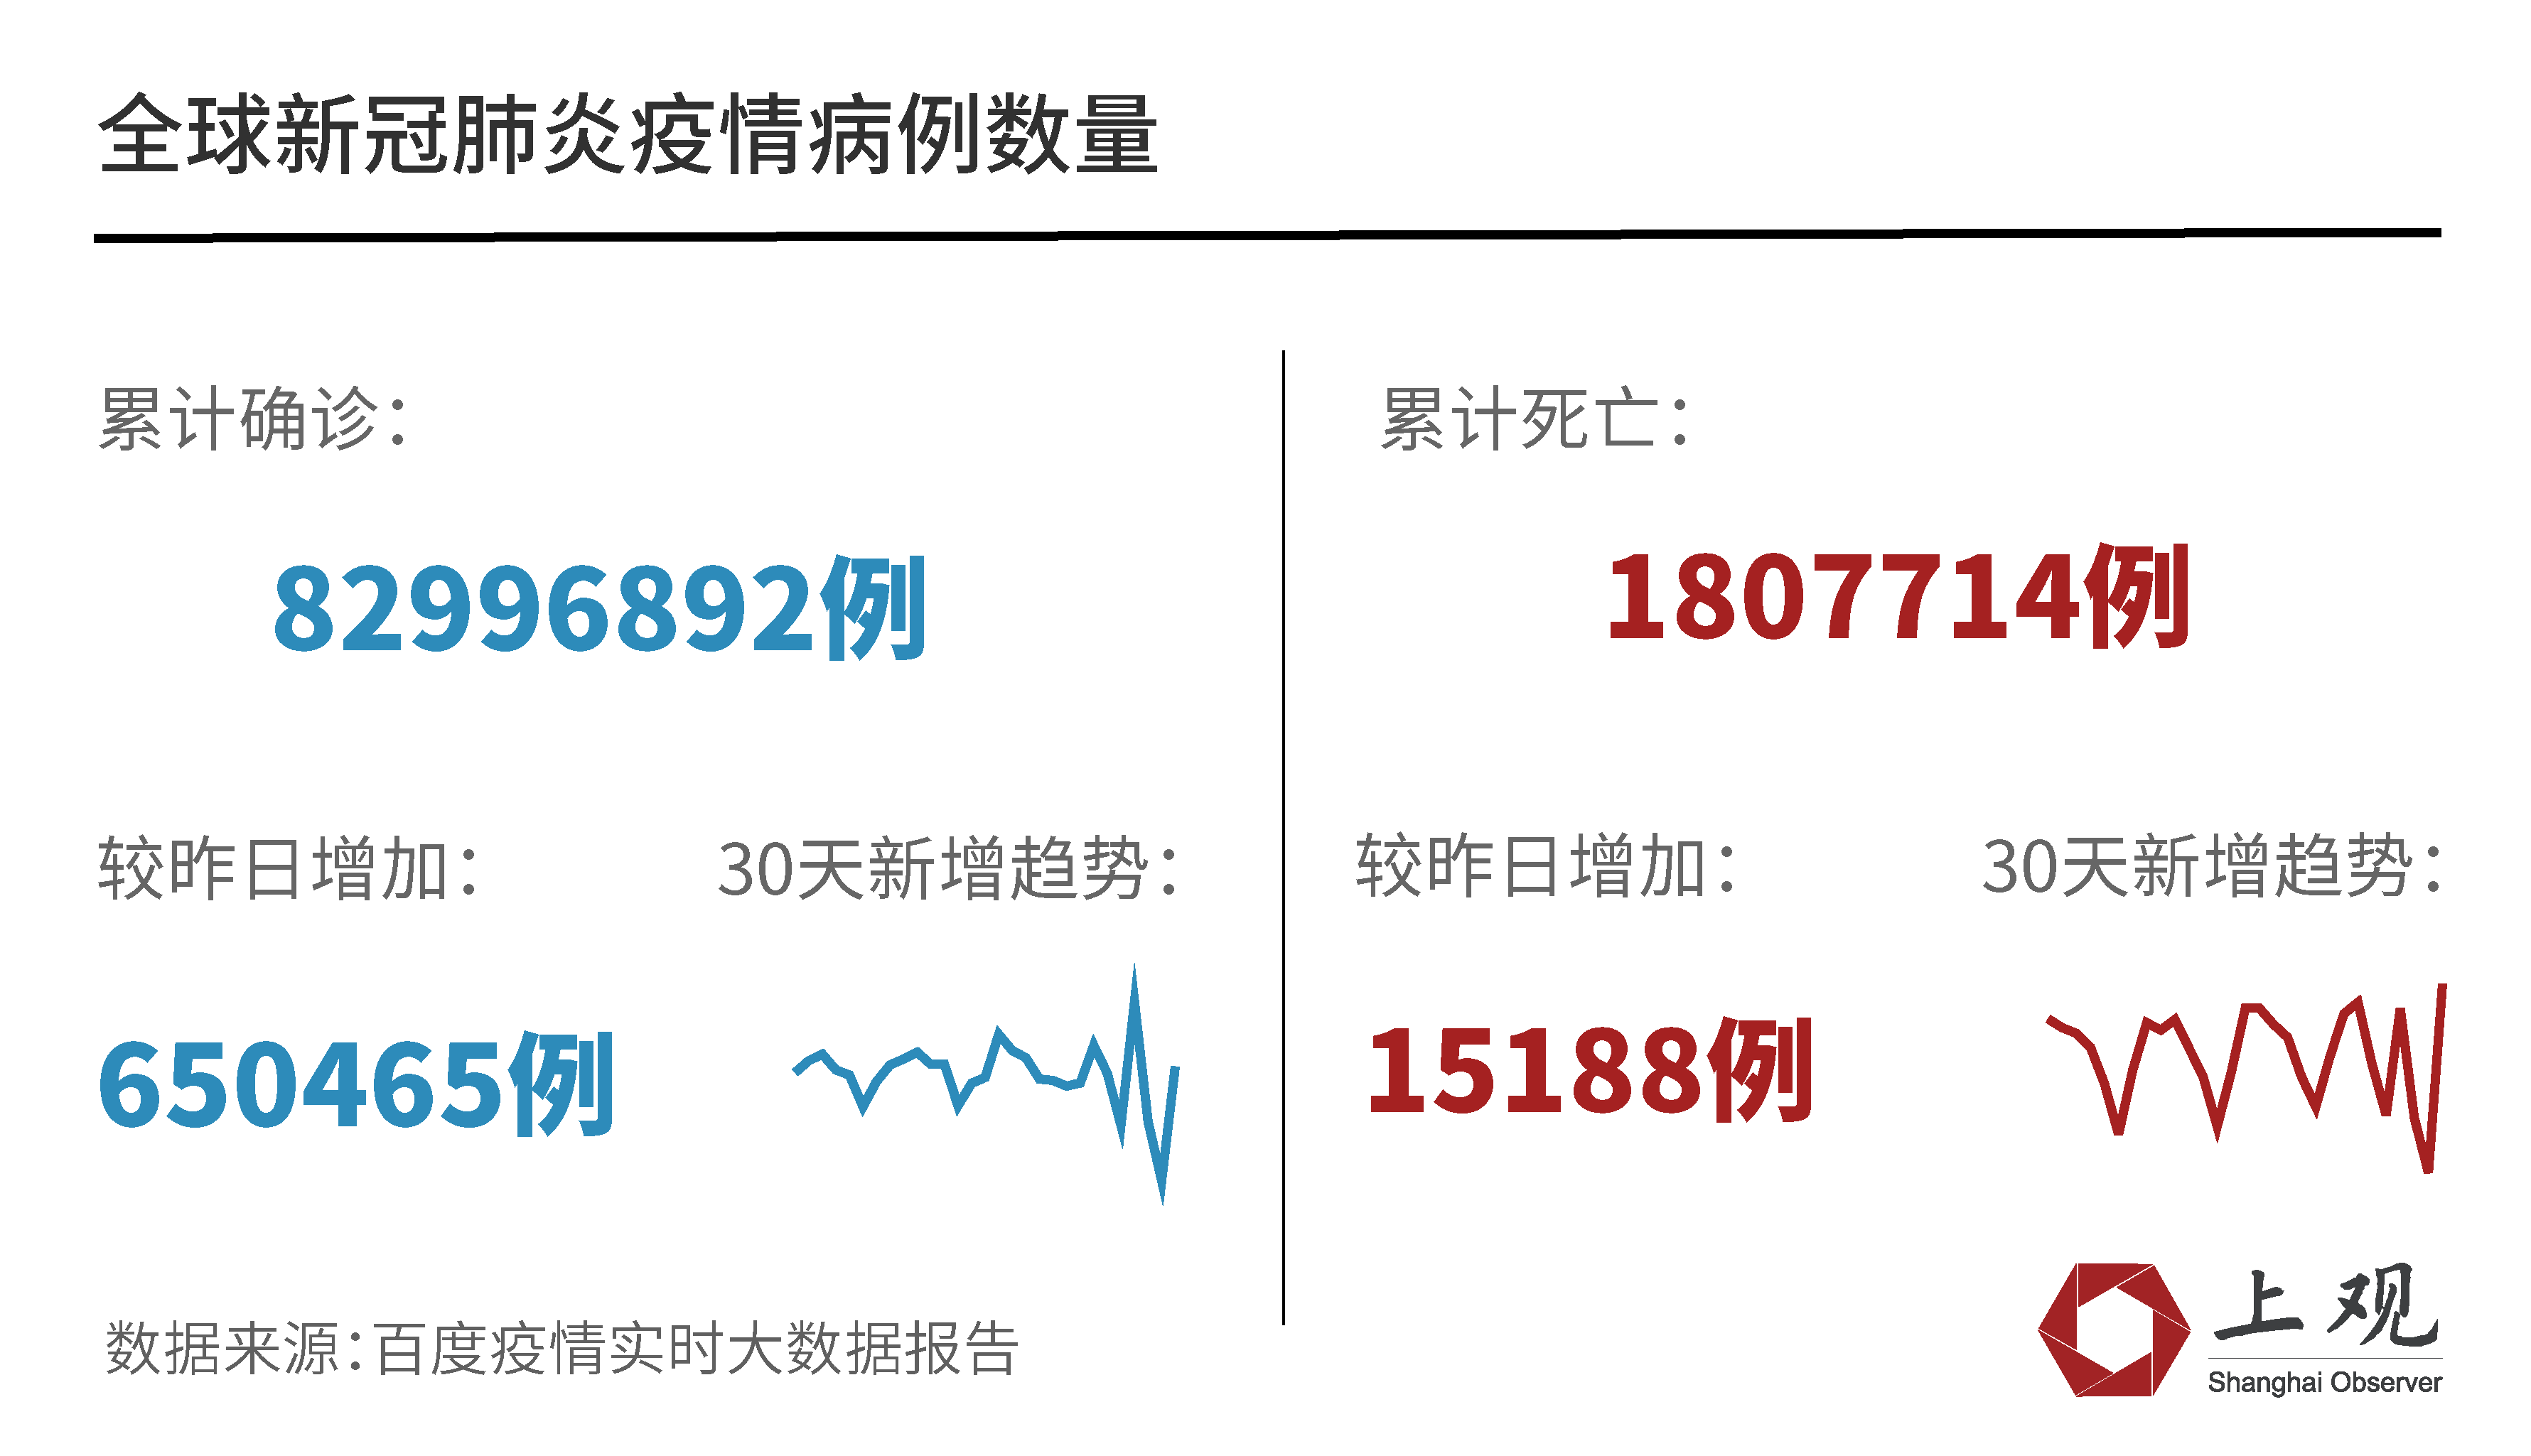 全球新冠肺炎疫情病例数量
累计确诊：
82996892例
较昨日增加：
30天新增趋势：
650465例
累计死亡：
1807714例
较昨日增加：
30天新增趋势：
15188例
数据来源：百度疫情实时大数据报告
上观
Shanghai Observer